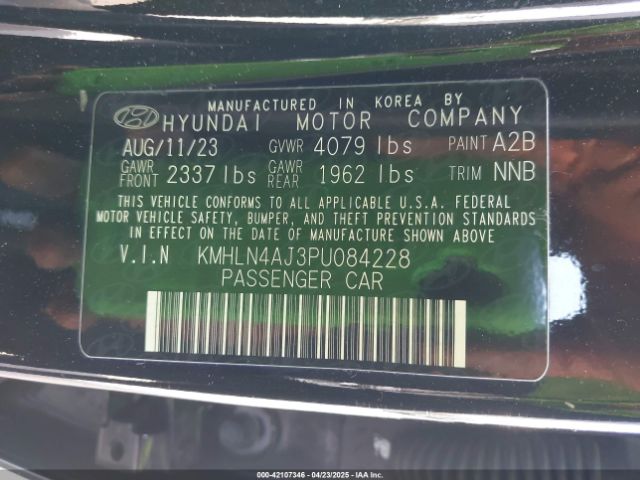 MANUFACTURED IN KOREA BY
HYUNDAI MOTOR COMPANY
AUG/11/23 GVWR 4079 lbs PAINT A2B
GAWR FRONT 2337 lbs GAWR REAR 1962 lbs TRIM NNB
THIS VEHICLE CONFORMS TO ALL APPLICABLE U.S.A. FEDERAL
MOTOR VEHICLE SAFETY, BUMPER, AND THEFT PREVENTION STANDARDS
IN EFFECT ON THE DATE OF MANUFACTURE SHOWN ABOVE
V.I.N KMHLN4AJ3PU084228
PASSENGER CAR
000-42107346 - 04/23/2025 - IAA Inc.